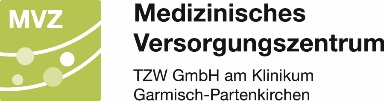 MVZ
Medizinisches
Versorgungszentrum
TZW GmbH am Klinikum
Garmisch-Partenkirchen